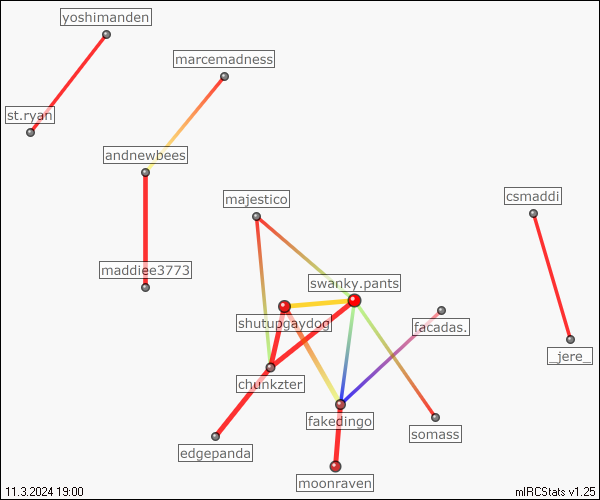 yoshimanden
marcemadness
st.ryan
andnewbees
csmaddi
majestico
maddiee3773
swanky.pants
shutupgaydog
facadas.
_jere_
chunkzter
fakedingo
somass
edgepanda
moonraven
11.3.2024 19:00
mIRCStats v1.25